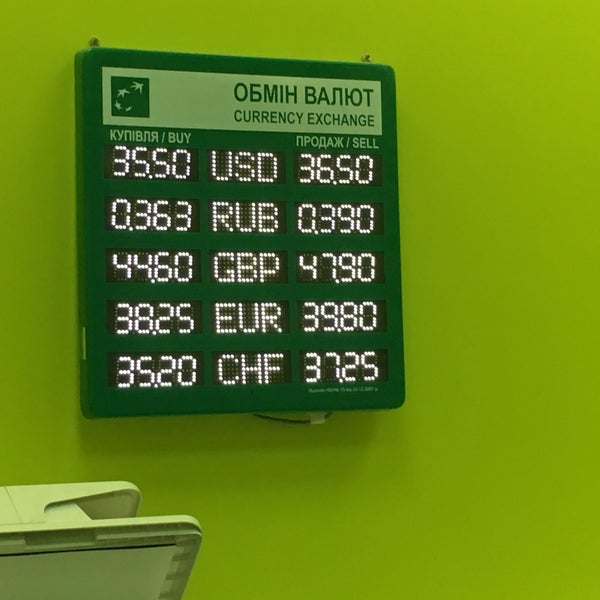 ОБМІН ВАЛЮТ
CURRENCY EXCHANGE
КУПІВЛЯ / BUY ПРОДАЖ / SELL
35.50 USD 36.50
0.363 RUB 0.390
44.60 GBP 47.90
38.25 EUR 39.80
35.20 CHF 37.25